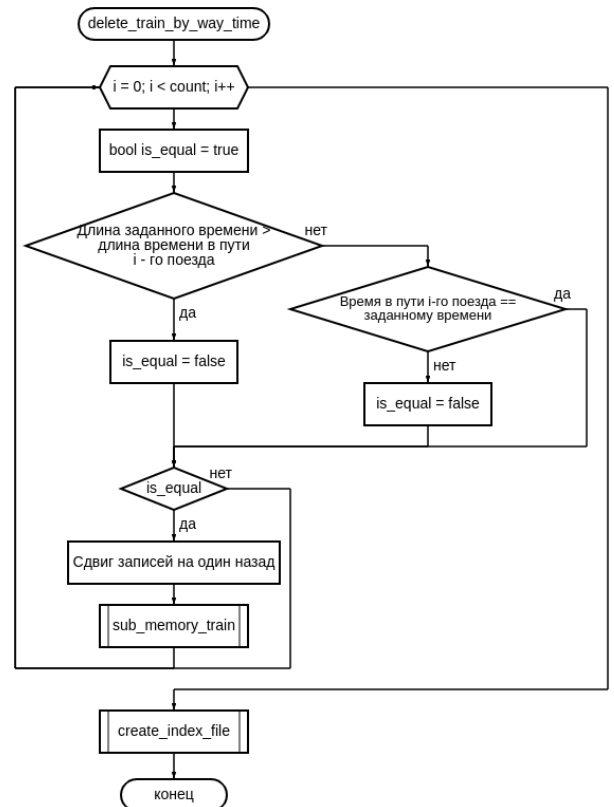 delete_train_by_way_time
i = 0; i < count; i++
bool is_equal = true
Длина заданного времени >
длина времени в пути
i - го поезда
нет
да
Время в пути i-го поезда ==
заданному времени
да
нет
is_equal = false
is_equal = false
is_equal
нет
да
Сдвиг записей на один назад
sub_memory_train
create_index_file
конец